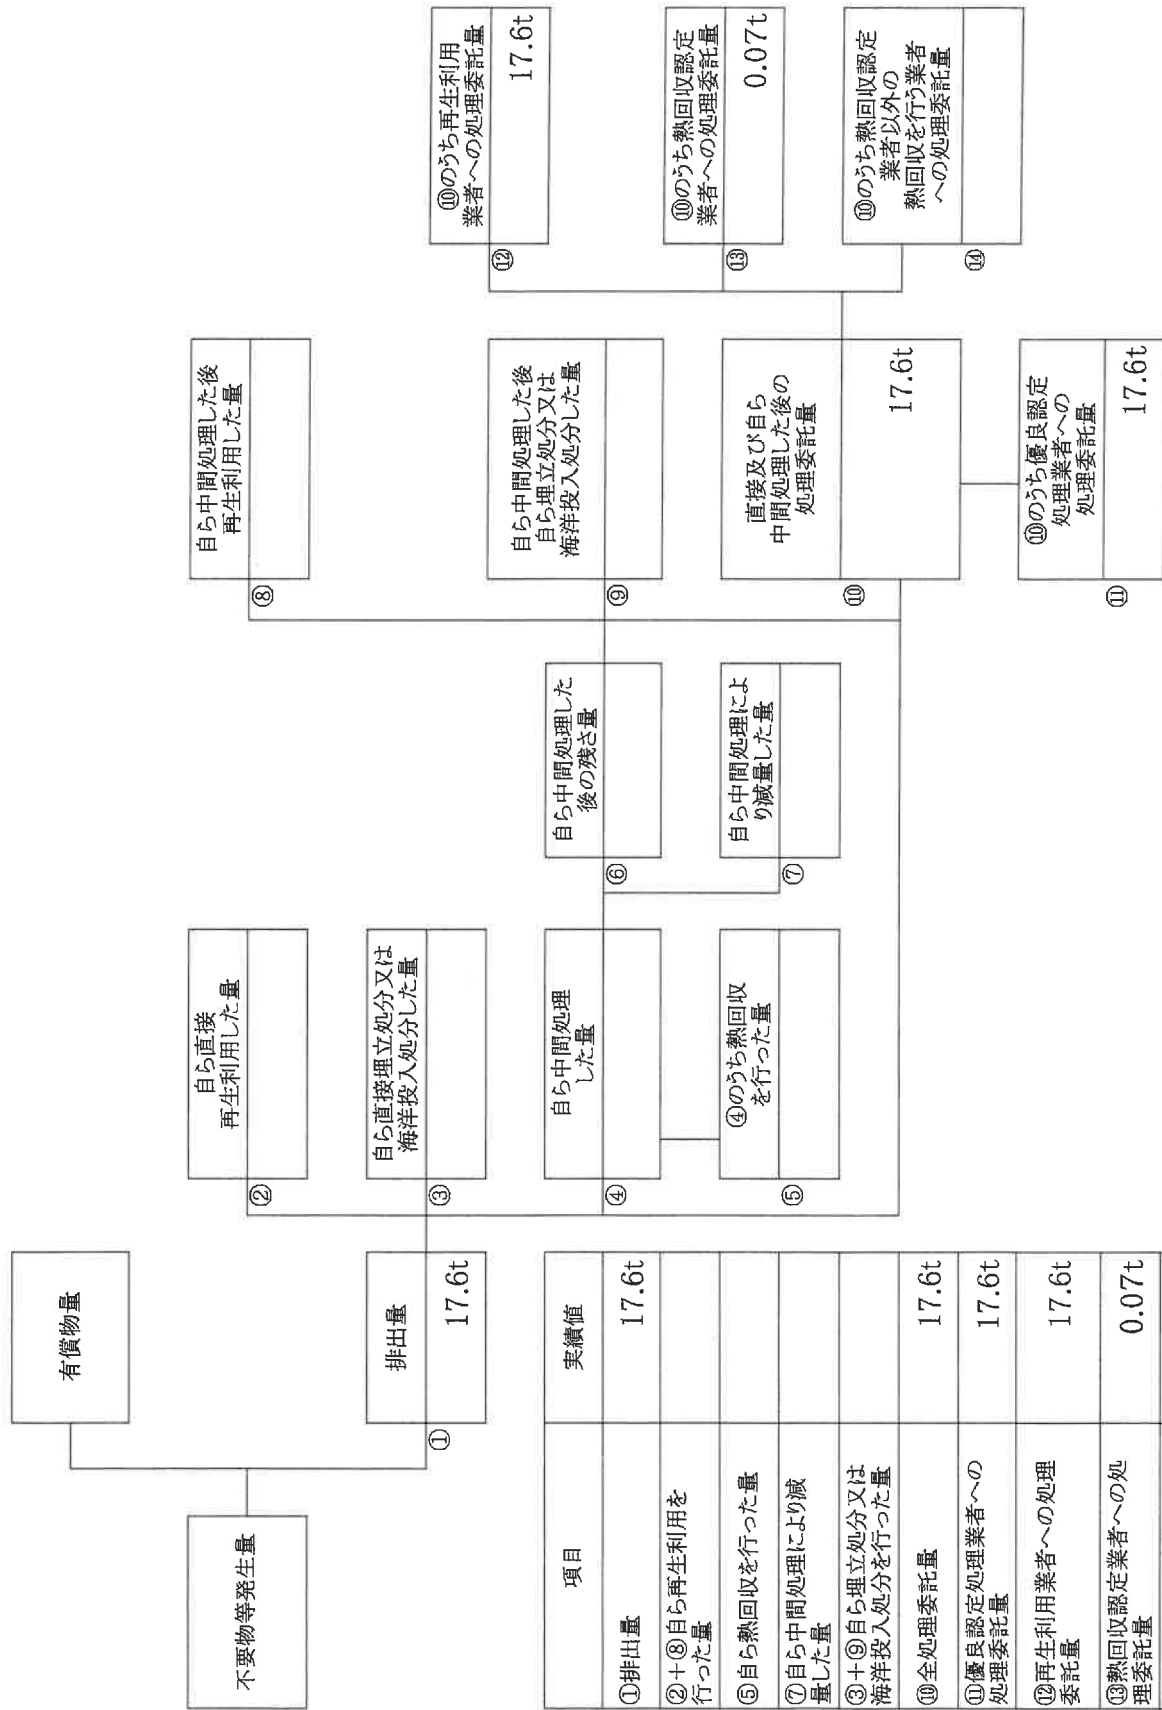 不要物等発生量
有償物量
排出量
①
17.6t
自ら直接
再生利用した量
②
自ら直接埋立処分又は
海洋投入処分した量
③
自ら中間処理
した量
④
④のうち熱回収
を行った量
⑤
自ら中間処理した
後の残さ量
⑥
自ら中間処理によ
り減量した量
⑦
自ら中間処理した後
再生利用した量
⑧
自ら中間処理した後
自ら埋立処分又は
海洋投入処分した量
⑨
直接及び自ら
中間処理した後の
処理委託量
⑩
17.6t
⑩のうち優良認定
処理業者への
処理委託量
⑪
17.6t
⑩のうち再生利用
業者への処理委託量
⑫
17.6t
⑩のうち熱回収認定
業者への処理委託量
⑬
0.07t
⑩のうち熱回収認定
業者以外の
熱回収を行う業者
への処理委託量
⑭
項目
実績値
①排出量
17.6t
②+⑧自ら再生利用を
行った量
⑤自ら熱回収を行った量
⑦自ら中間処理により減
量した量
③+⑨自ら埋立処分又は
海洋投入処分を行った量
⑩全処理委託量
17.6t
⑪優良認定処理業者への
処理委託量
17.6t
⑫再生利用業者への処理
委託量
17.6t
⑬熱回収認定業者への処
理委託量
0.07t